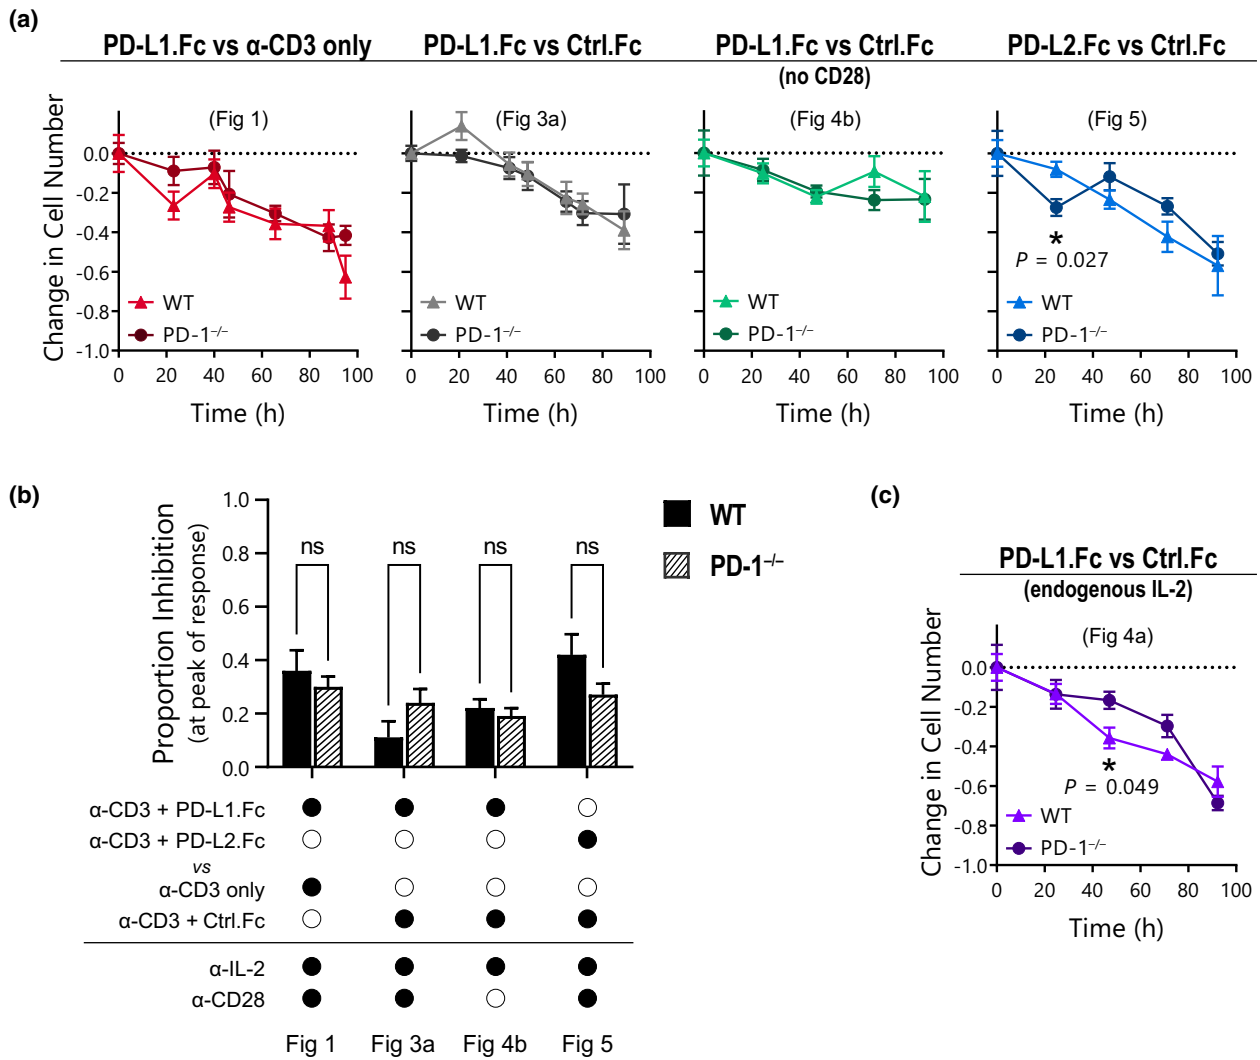 (a)
PD-L1.Fc vs α-CD3 only
PD-L1.Fc vs Ctrl.Fc
PD-L1.Fc vs Ctrl.Fc
(no CD28)
PD-L2.Fc vs Ctrl.Fc
Change in Cell Number
(Fig 1)
0.0
-0.2
-0.4
-0.6
-0.8
-1.0
WT
PD-1–/–
0 20 40 60 80 100
Time (h)
(Fig 3a)
WT
PD-1–/–
0 20 40 60 80 100
Time (h)
(Fig 4b)
WT
PD-1–/–
0 20 40 60 80 100
Time (h)
(Fig 5)
*
P = 0.027
WT
PD-1–/–
0 20 40 60 80 100
Time (h)
(b)
Proportion Inhibition
(at peak of response)
1.0
0.8
0.6
0.4
0.2
0.0
ns ns ns ns
WT
PD-1–/–
α-CD3 + PD-L1.Fc
α-CD3 + PD-L2.Fc
vs
α-CD3 only
α-CD3 + Ctrl.Fc
α-IL-2
α-CD28
Fig 1 Fig 3a Fig 4b Fig 5
(c)
PD-L1.Fc vs Ctrl.Fc
(endogenous IL-2)
Change in Cell Number
(Fig 4a)
0.0
-0.2
-0.4
-0.6
-0.8
-1.0
*
P = 0.049
WT
PD-1–/–
0 20 40 60 80 100
Time (h)